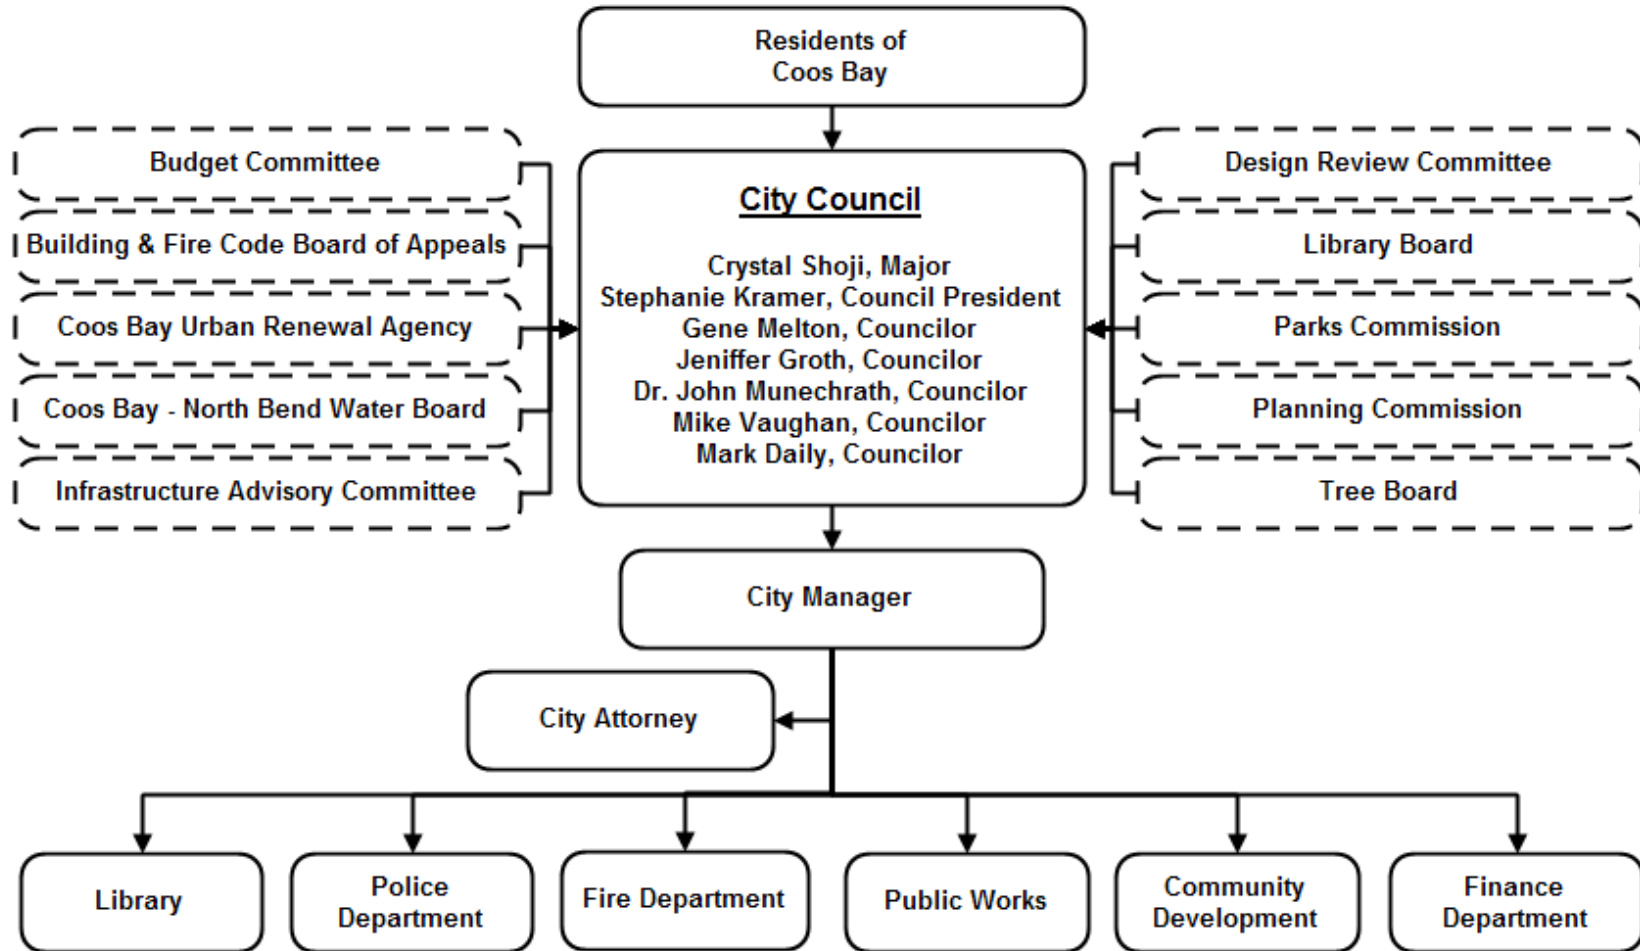 Residents of
Coos Bay
Budget Committee
Building & Fire Code Board of Appeals
Coos Bay Urban Renewal Agency
Coos Bay - North Bend Water Board
Infrastructure Advisory Committee
City Council
Crystal Shoji, Major
Stephanie Kramer, Council President
Gene Melton, Councilor
Jeniffer Groth, Councilor
Dr. John Munechrath, Councilor
Mike Vaughan, Councilor
Mark Daily, Councilor
Design Review Committee
Library Board
Parks Commission
Planning Commission
Tree Board
City Manager
City Attorney
Library
Police
Department
Fire Department
Public Works
Community
Development
Finance
Department